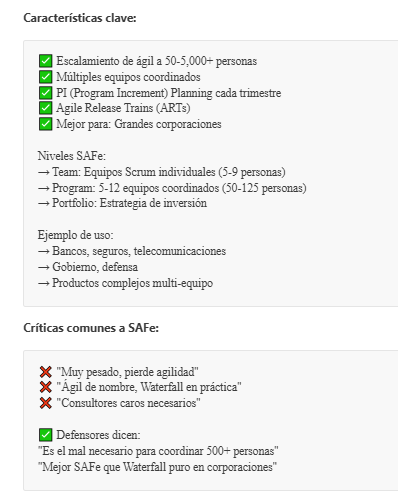 Características clave:
✅ Escalamiento de ágil a 50-5,000+ personas
✅ Múltiples equipos coordinados
✅ PI (Program Increment) Planning cada trimestre
✅ Agile Release Trains (ARTs)
✅ Mejor para: Grandes corporaciones
Niveles SAFe:
→ Team: Equipos Scrum individuales (5-9 personas)
→ Program: 5-12 equipos coordinados (50-125 personas)
→ Portfolio: Estrategia de inversión
Ejemplo de uso:
→ Bancos, seguros, telecomunicaciones
→ Gobierno, defensa
→ Productos complejos multi-equipo
Críticas comunes a SAFe:
❌ "Muy pesado, pierde agilidad"
❌ "Ágil de nombre, Waterfall en práctica"
❌ "Consultores caros necesarios"
✅ Defensores dicen:
"Es el mal necesario para coordinar 500+ personas"
"Mejor SAFe que Waterfall puro en corporaciones"